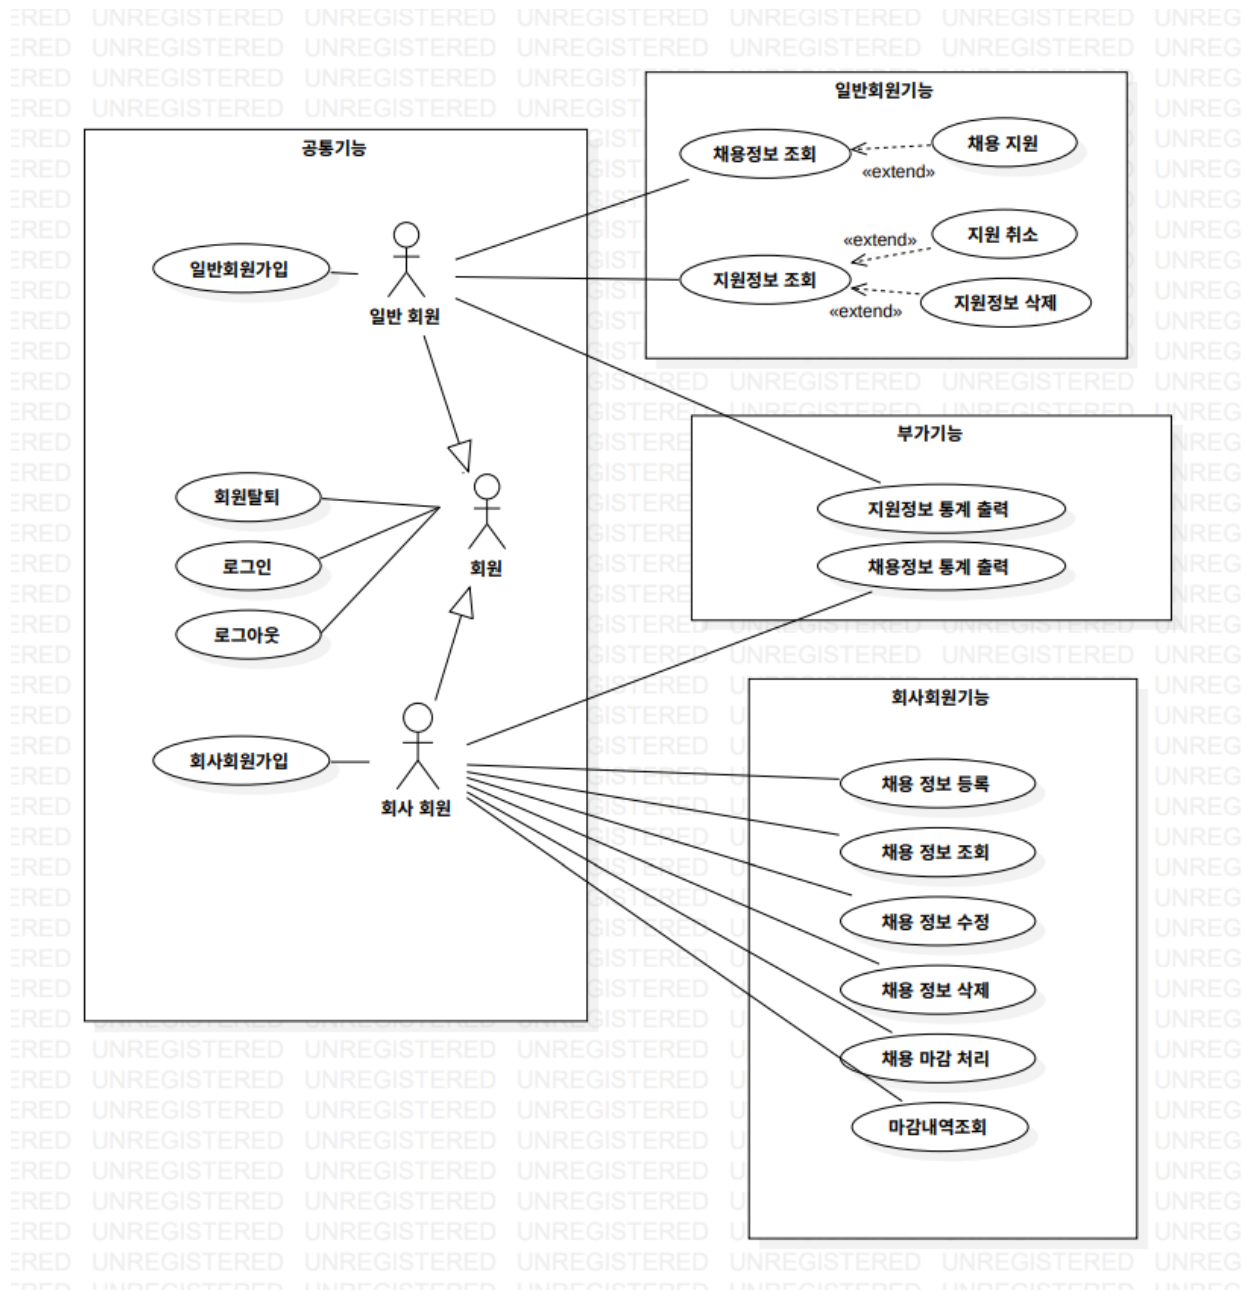 공통기능
일반회원가입
일반 회원
회원탈퇴
로그인
로그아웃
회원
회사회원가입
회사 회원
일반회원기능
채용정보 조회
채용 지원
«extend»
지원정보 조회
«extend»
지원 취소
«extend»
지원정보 삭제
부가기능
지원정보 통계 출력
채용정보 통계 출력
회사회원기능
채용 정보 등록
채용 정보 조회
채용 정보 수정
채용 정보 삭제
채용 마감 처리
마감내역조회
UNREGISTERED